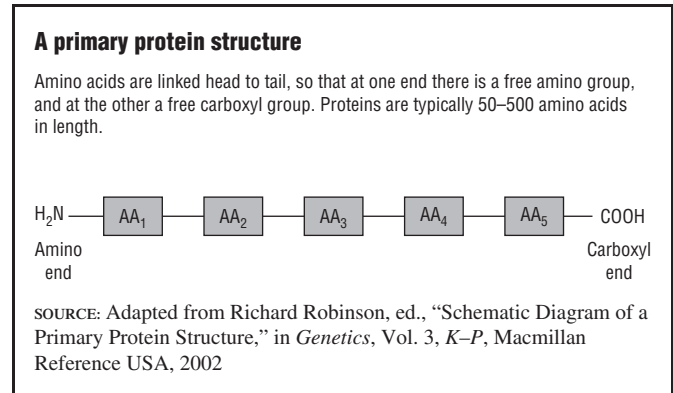 A primary protein structure
Amino acids are linked head to tail, so that at one end there is a free amino group,
and at the other a free carboxyl group. Proteins are typically 50–500 amino acids
in length.
H₂N AA₁ AA₂ AA₃ AA₄ AA₅ COOH
Amino Carboxyl
end end
SOURCE: Adapted from Richard Robinson, ed., “Schematic Diagram of a
Primary Protein Structure,” in Genetics, Vol. 3, K–P, Macmillan
Reference USA, 2002